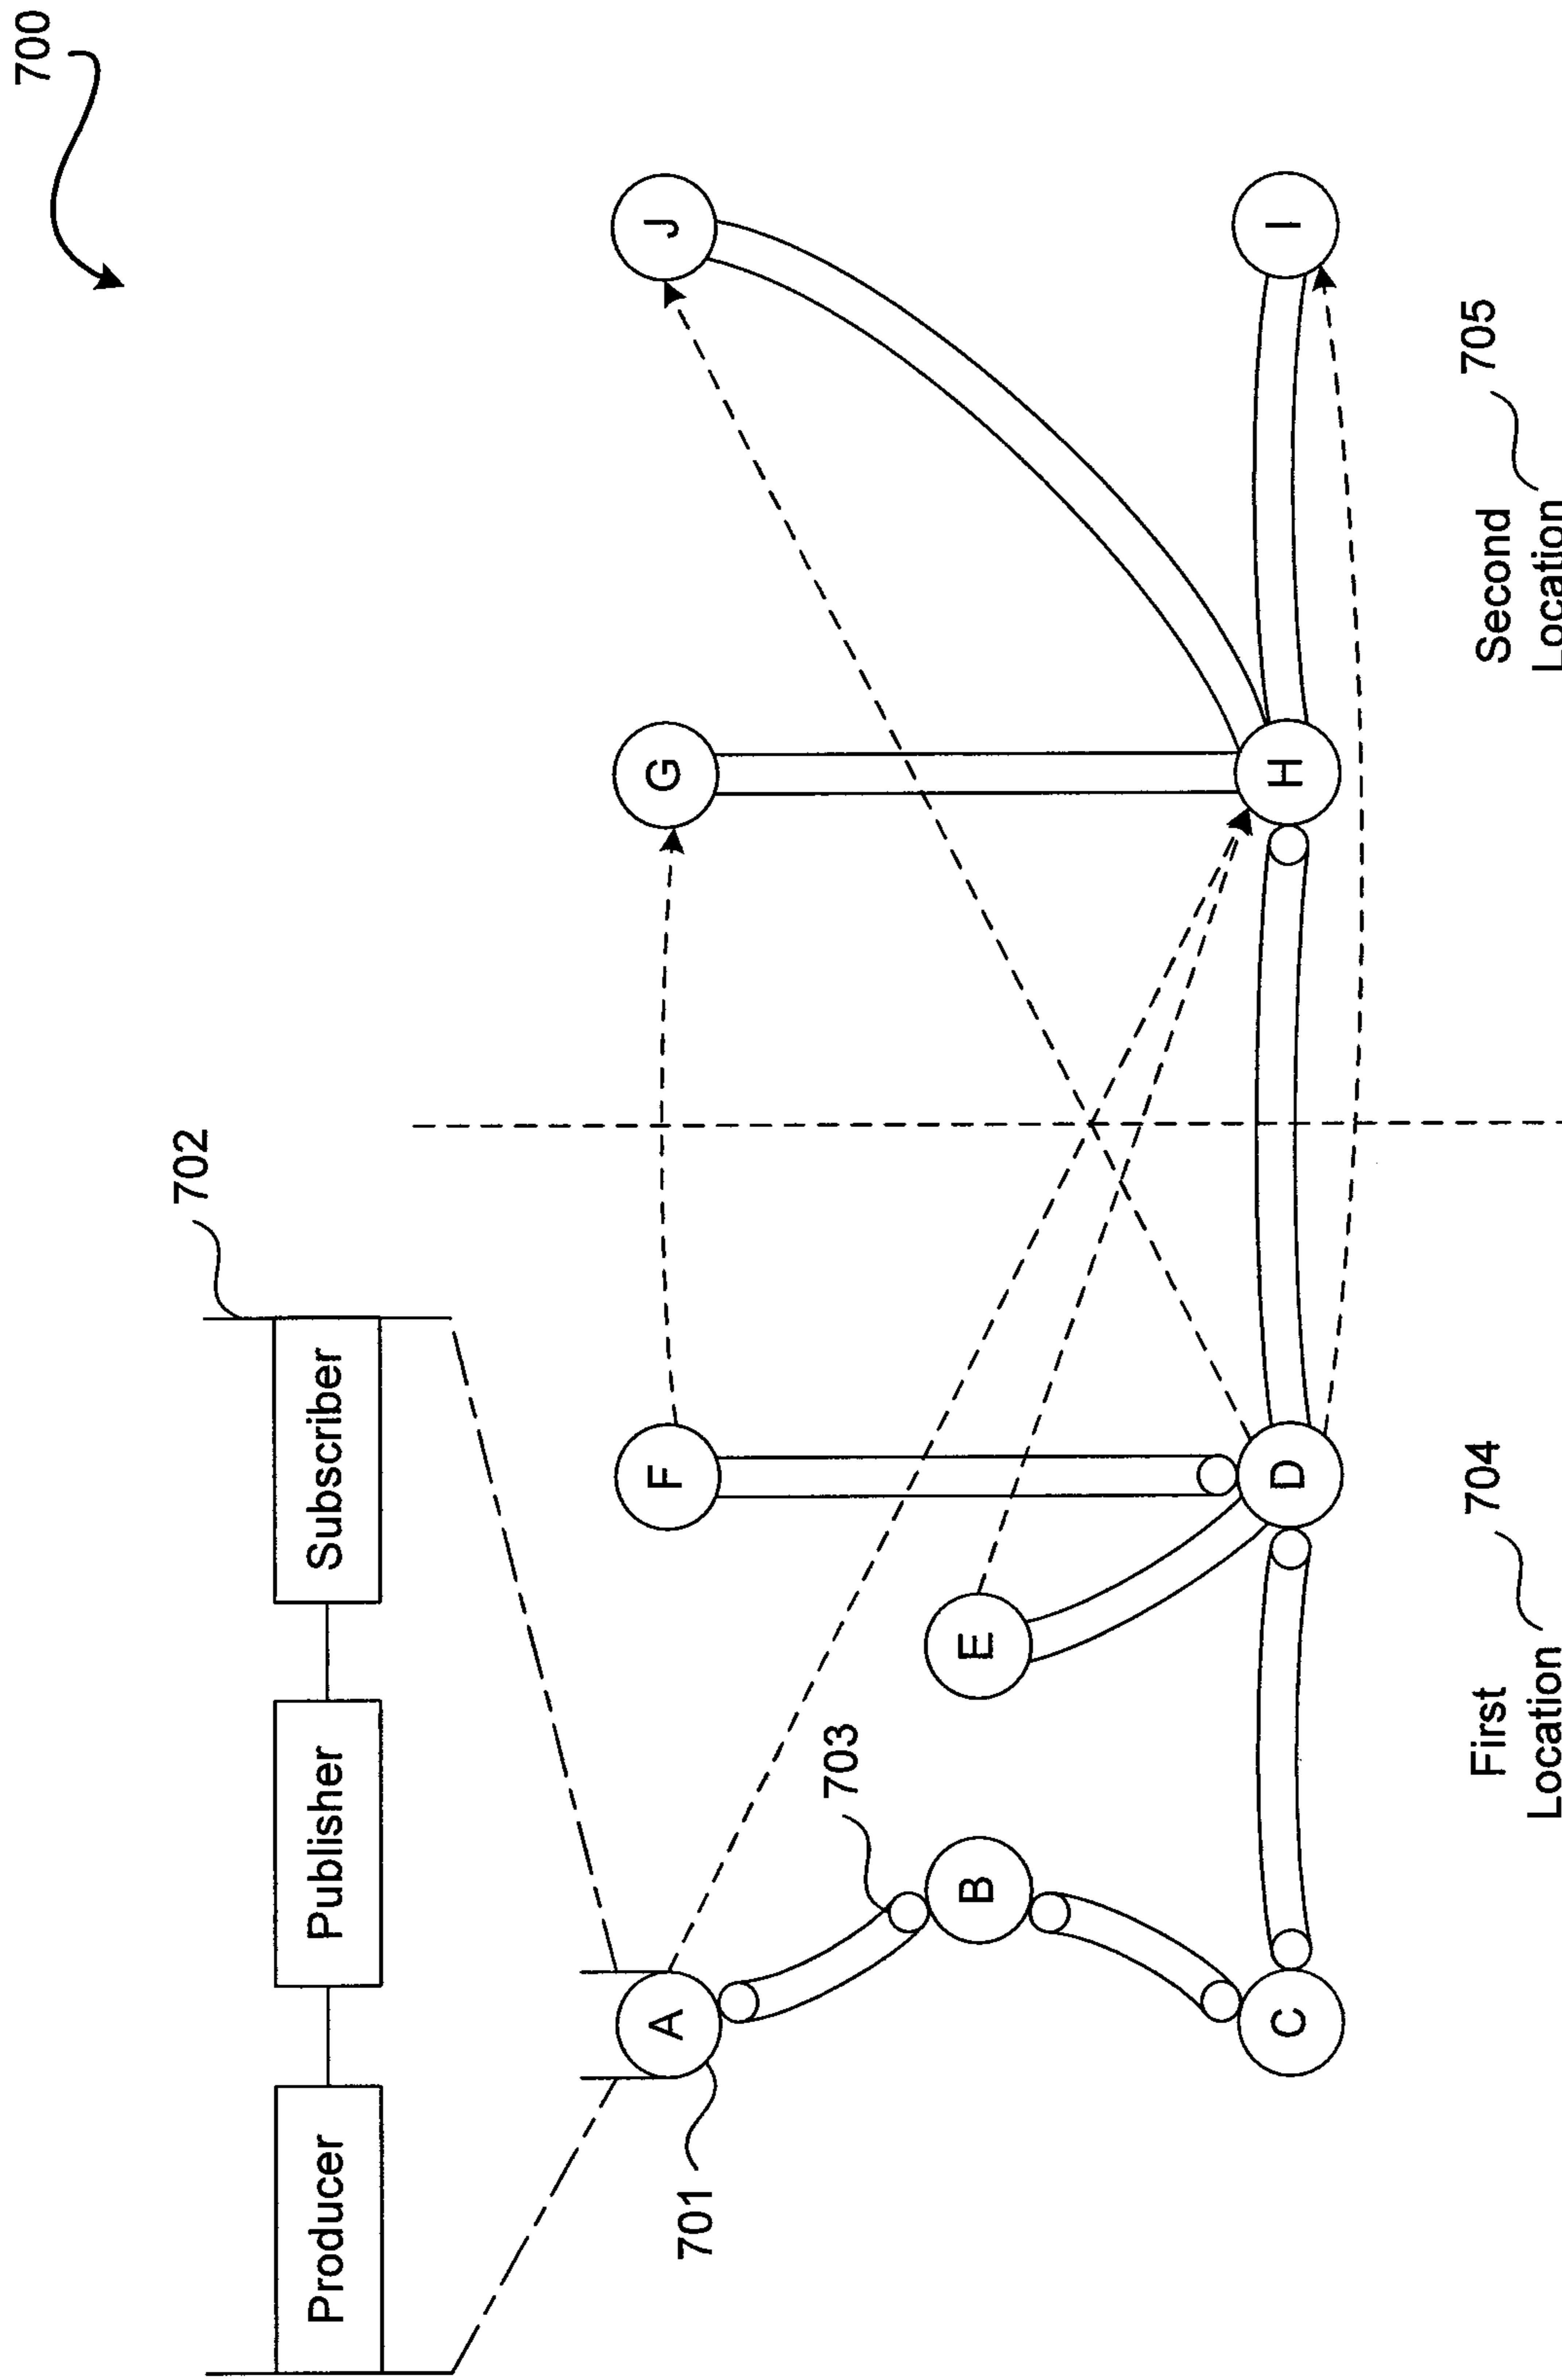 700
702
Producer
Publisher
Subscriber
701
A
F
G
J
703
B
E
C
D
H
I
First
Location
704
Second
Location
705